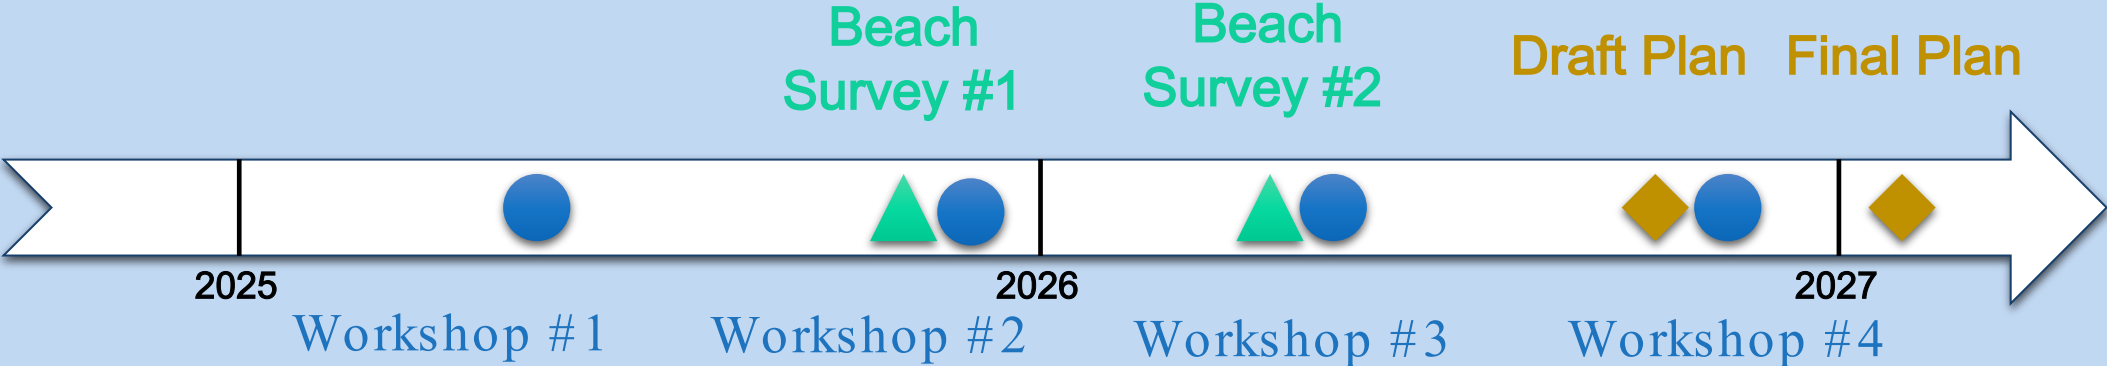 Beach
Survey #1
Beach
Survey #2
Draft Plan
Final Plan
2025
2026
2027
Workshop #1
Workshop #2
Workshop #3
Workshop #4